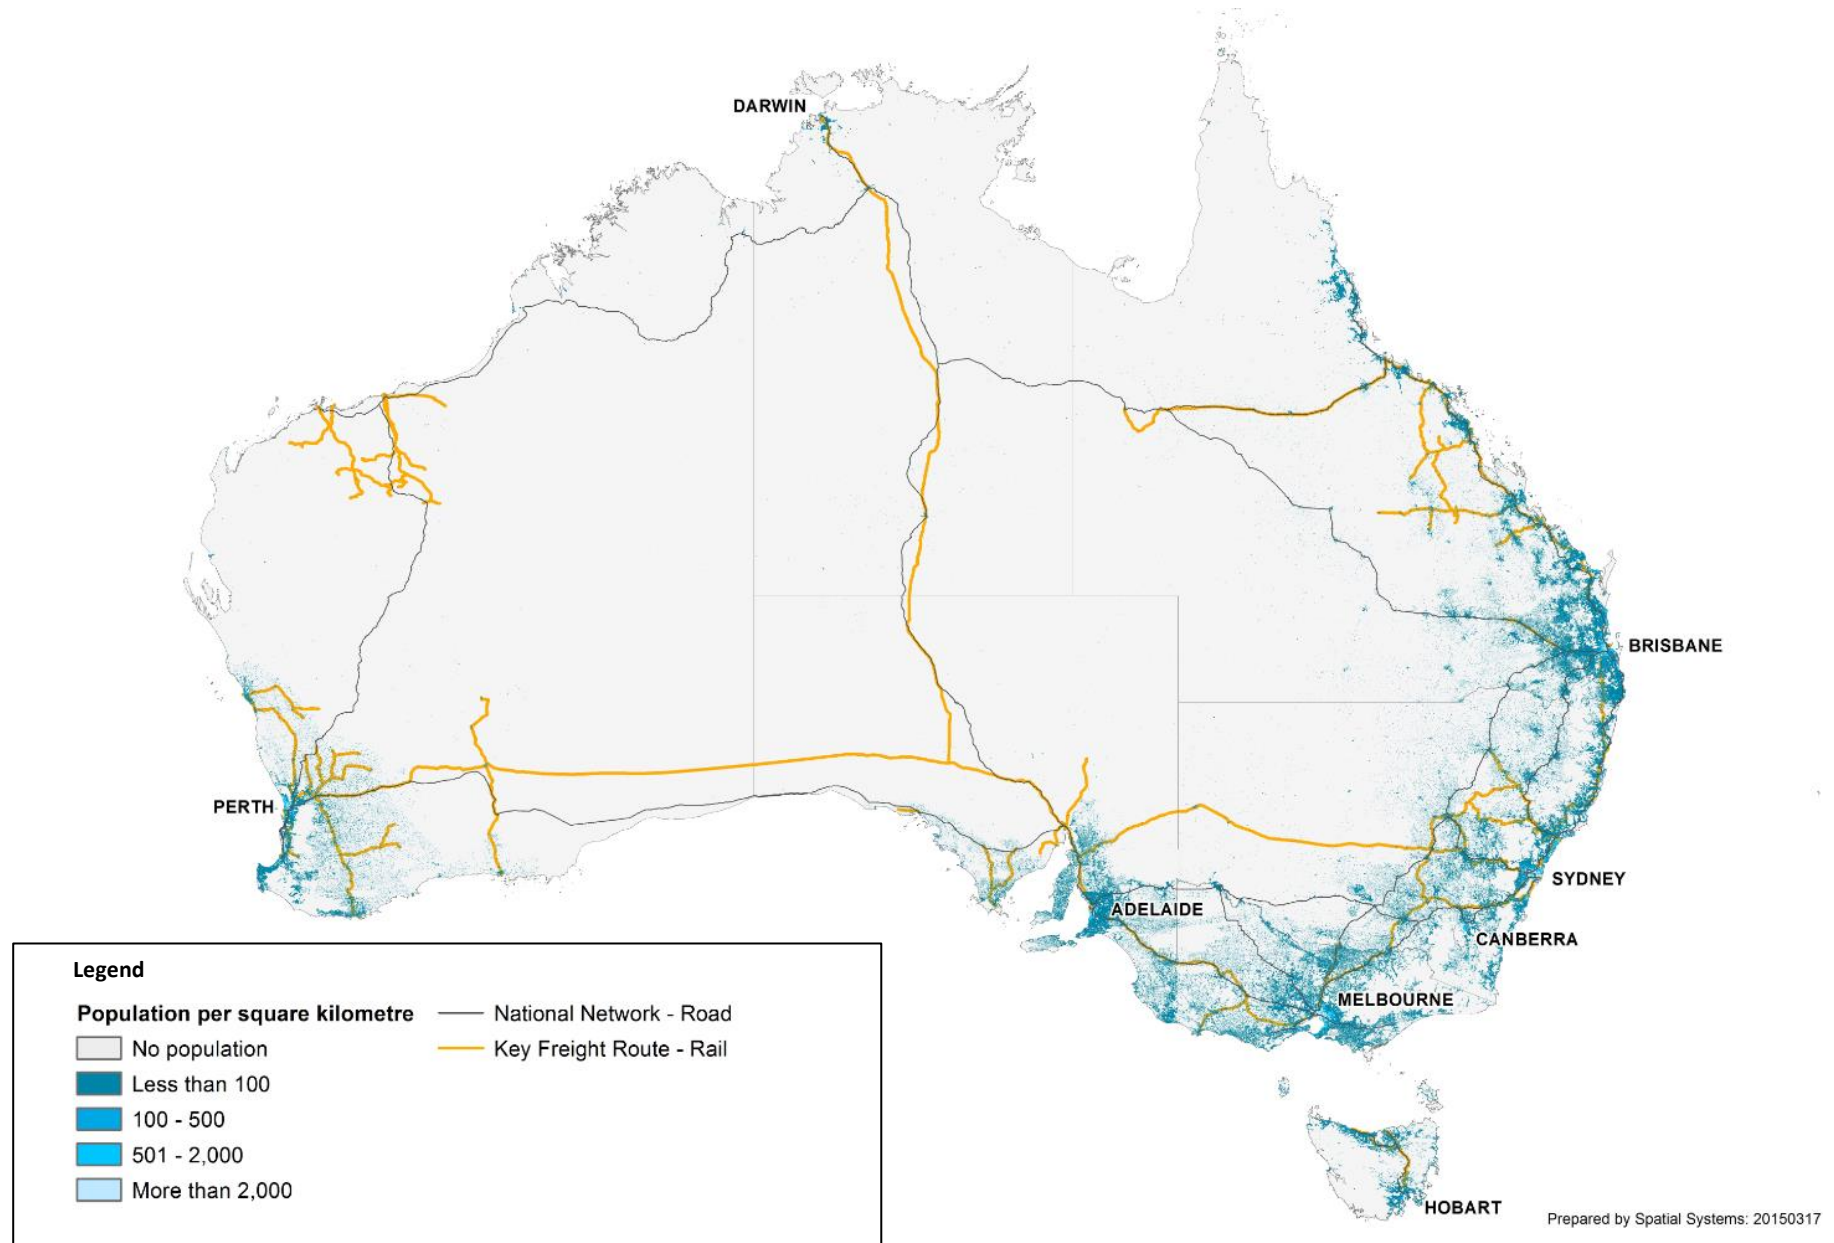 DARWIN
BRISBANE
PERTH
SYDNEY
ADELAIDE
CANBERRA
MELBOURNE
HOBART
Legend
Population per square kilometre
No population
Less than 100
100 - 500
501 - 2,000
More than 2,000
National Network - Road
Key Freight Route - Rail
Prepared by Spatial Systems: 20150317